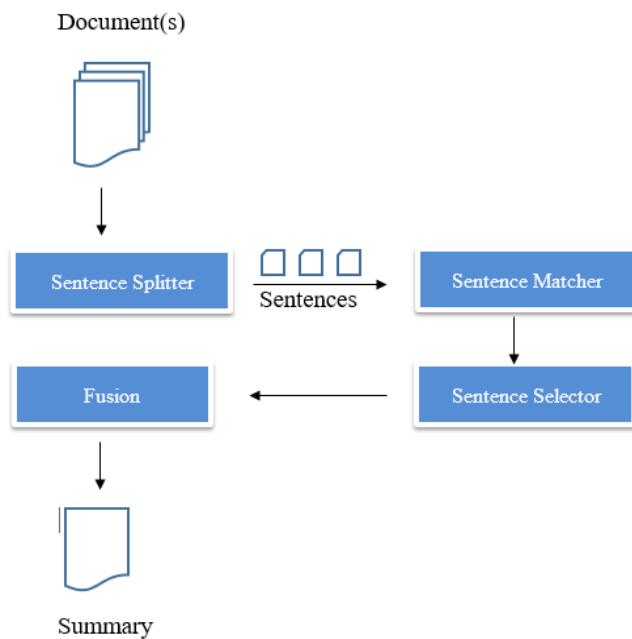 Document(s)
Sentence Splitter
Sentences
Sentence Matcher
Fusion
Sentence Selector
Summary